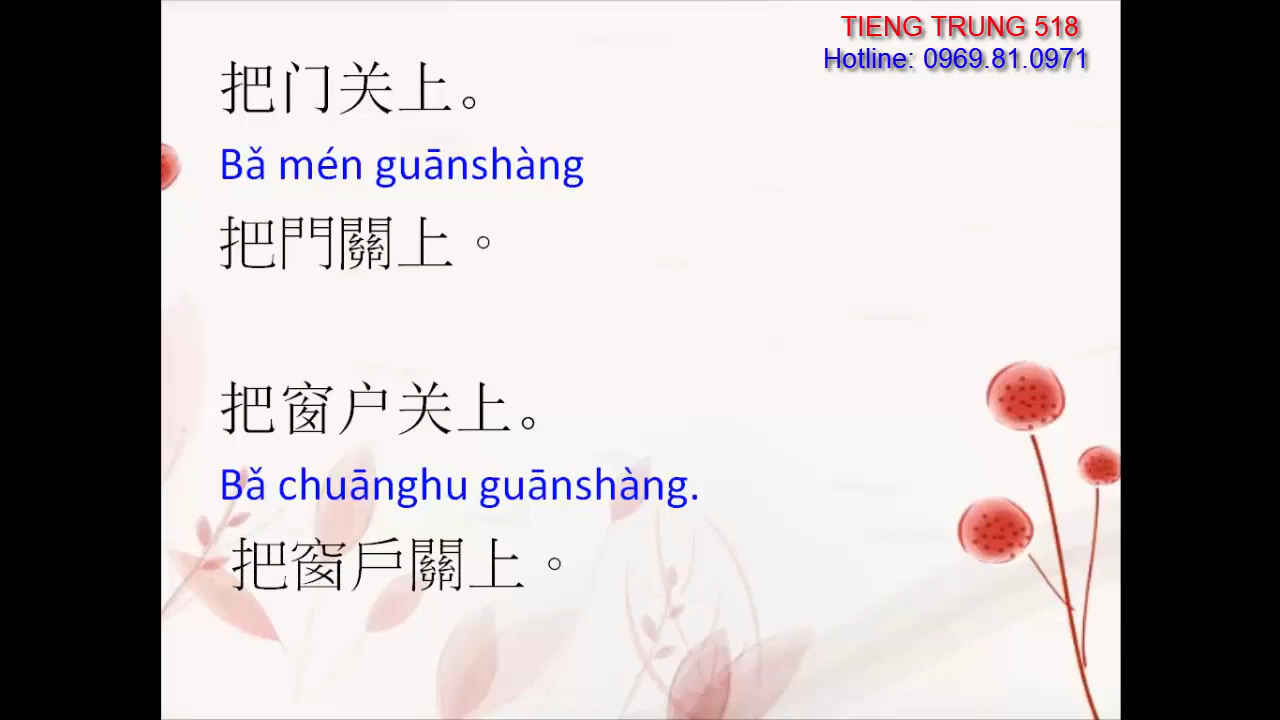 TIENG TRUNG 518
Hotline: 0969.81.0971
把门关上。
Bǎ mén guānshàng
把門關上。
把窗户关上。
Bǎ chuānghu guānshàng.
把窗戶關上。